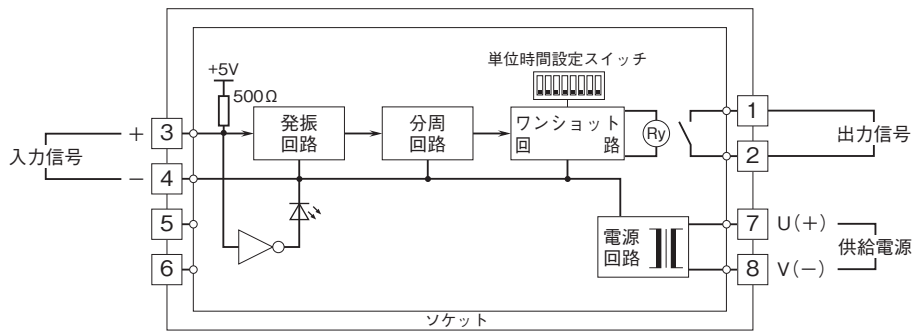 単位時間設定スイッチ
+5V
500Ω
発振
回路
分周
回路
ワンショット
回 路
Ry
1
2
出力信号
入力信号
+ 3
− 4
5
6
電源
回路
7 U(+)
8 V(−)
供給電源
ソケット